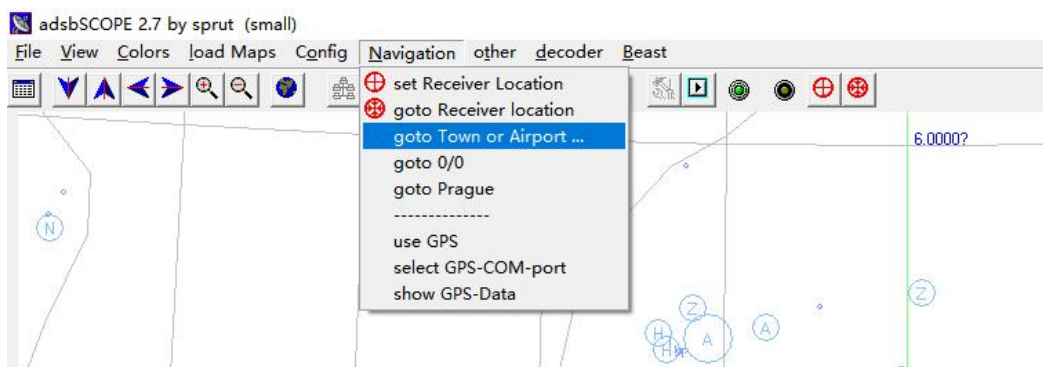 adsbSCOPE 2.7 by sprut (small)
File View Colors load Maps Config Navigation other decoder Beast
set Receiver Location
goto Receiver location
goto Town or Airport ...
6.0000?
goto 0/0
goto Prague
--------------
use GPS
select GPS-COM-port
show GPS-Data
N
Z
Z
H
A
A
H